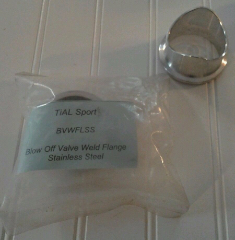 TiAL Sport
BVWFLSS
Blow Off Valve Weld Flange
Stainless Steel